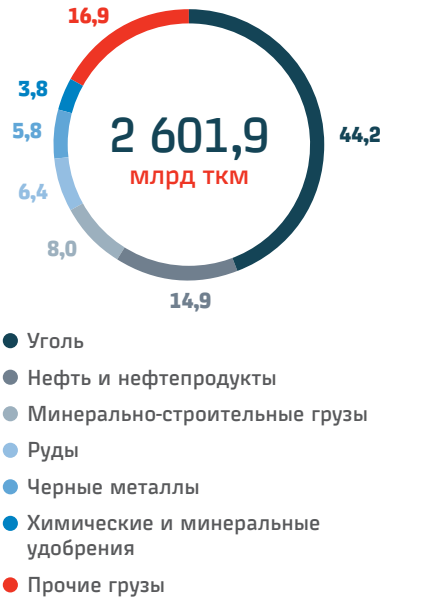 16,9
3,8
5,8
6,4
8,0
14,9
44,2
2 601,9
млрд ткм
Уголь
Нефть и нефтепродукты
Минерально-строительные грузы
Руды
Черные металлы
Химические и минеральные
удобрения
Прочие грузы